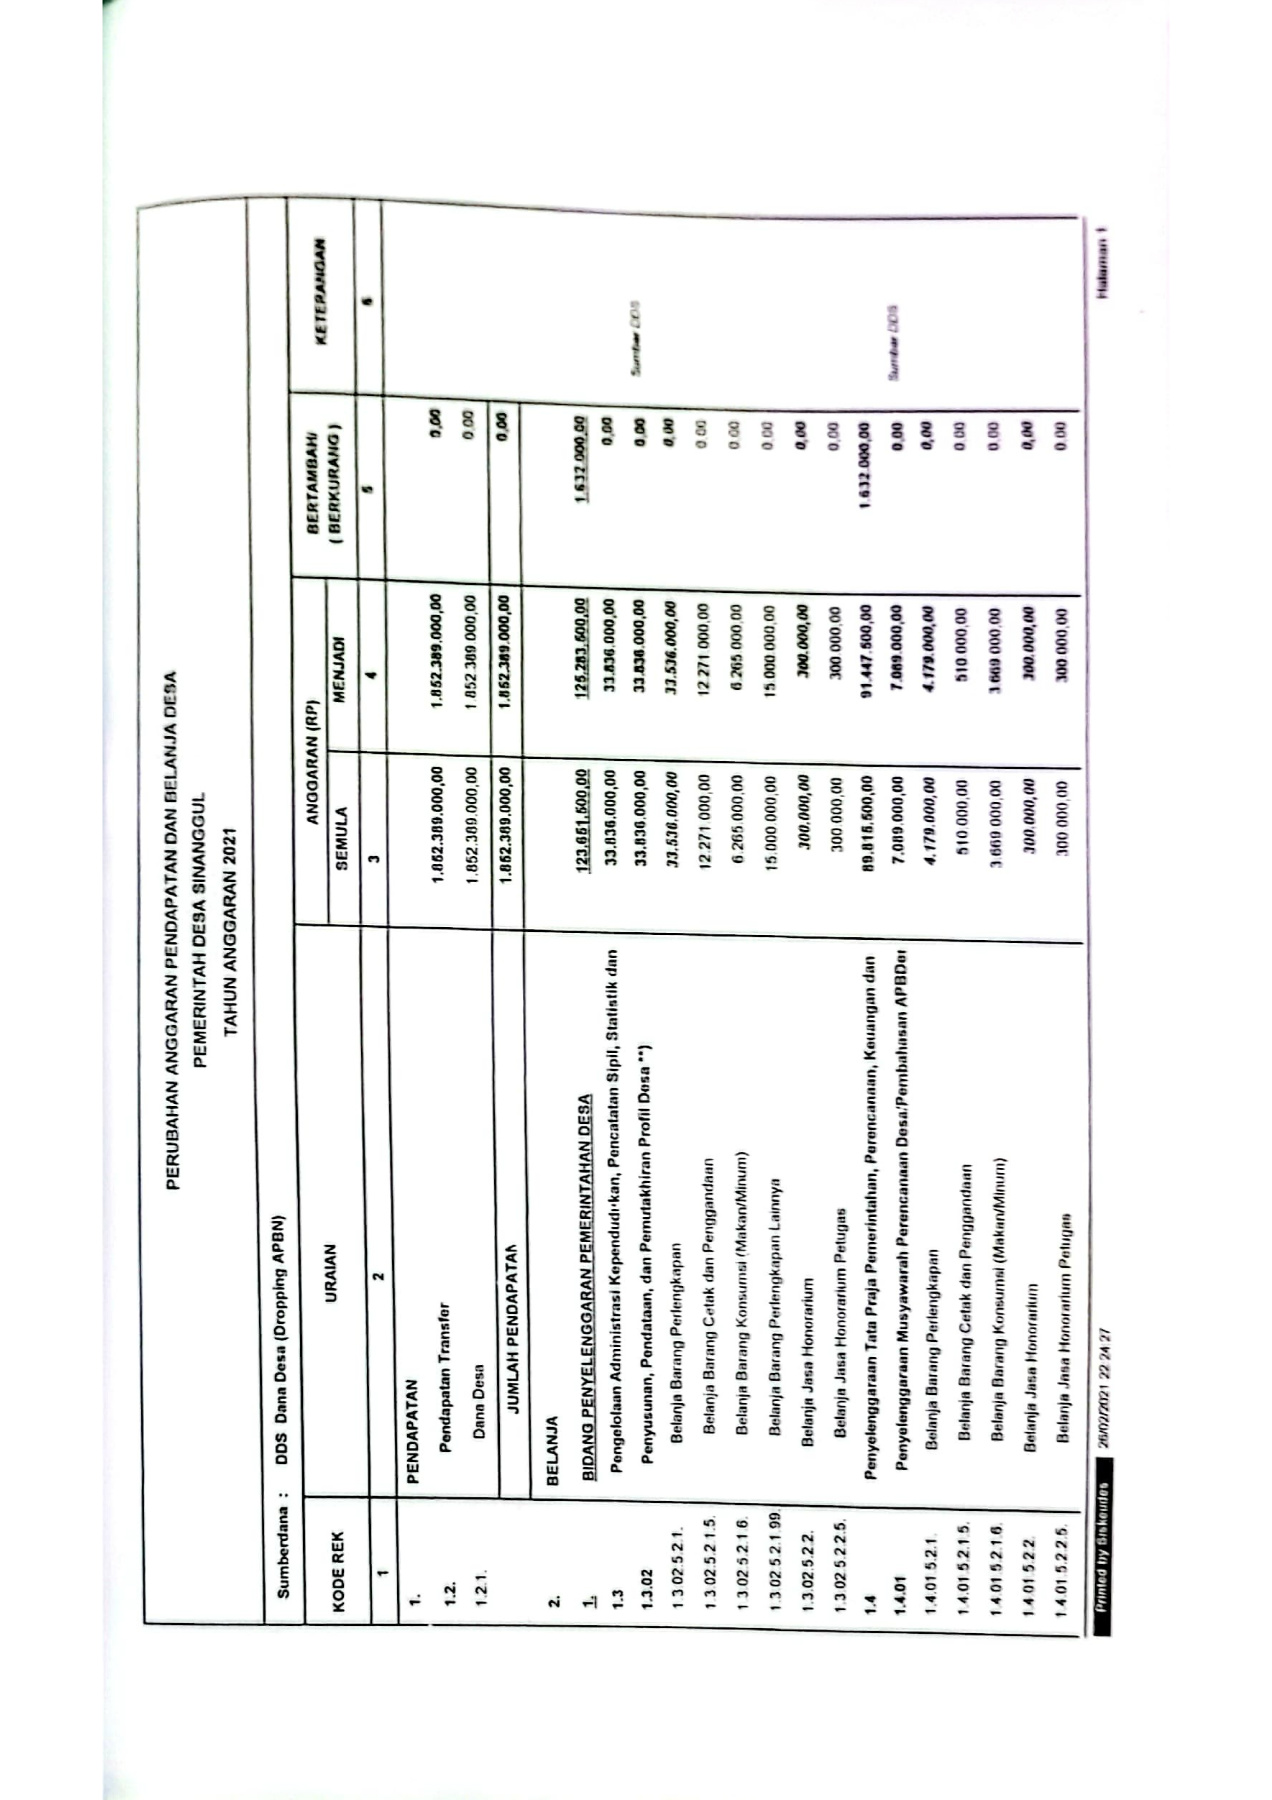 PERUBAHAN ANGGARAN PENDAPATAN DAN BELANJA DESA
PEMERINTAH DESA SINANGGUL
TAHUN ANGGARAN 2021
Sumberdana : DDS Dana Desa (Dropping APBN)
KODE REK URAIAN ANGGARAN (RP) BERTAMBAH/ ( BERKURANG ) KETERANGAN
SEMULA MENJADI
1 2 3 4 5 6
1. PENDAPATAN
1.2. Pendapatan Transfer 1.852.389.000,00 1.852.389.000,00 0,00
1.2.1. Dana Desa 1.852.389.000,00 1.852.389.000,00 0.00
JUMLAH PENDAPATAN 1.852.389.000,00 1.852.389.000,00 0,00
2. BELANJA
1. BIDANG PENYELENGGARAN PEMERINTAHAN DESA 123.651.500,00 125.283.500,00 1.632.000,00
1.3 Pengelolaan Administrasi Kependudukan, Pencatatan Sipil, Statistik dan 33.836.000,00 33.836.000,00 0,00
1.3.02 Penyusunan, Pendataan, dan Pemutakhiran Profil Desa **) 33.836.000,00 33.836.000,00 0,00 Sumber DDS
1.3.02.5.2.1. Belanja Barang Perlengkapan 33.536.000,00 33.536.000,00 0,00
1.3.02.5.2.1.5. Belanja Barang Cetak dan Penggandaan 12.271.000,00 12.271.000,00 0.00
1.3.02.5.2.1.6. Belanja Barang Konsumsi (Makan/Minum) 6.265.000,00 6.265.000,00 0.00
1.3.02.5.2.1.99. Belanja Barang Perlengkapan Lainnya 15.000.000,00 15.000.000,00 0.00
1.3.02.5.2.2. Belanja Jasa Honorarium 300.000,00 300.000,00 0,00
1.3.02.5.2.2.5. Belanja Jasa Honorarium Petugas 300.000,00 300.000,00 0.00
1.4 Penyelenggaraan Tata Praja Pemerintahan, Perencanaan, Keuangan dan 89.815.500,00 91.447.500,00 1.632.000,00
1.4.01 Penyelenggaraan Musyawarah Perencanaan Desa/Pembahasan APBDes 7.089.000,00 7.089.000,00 0,00 Sumber DDS
1.4.01.5.2.1. Belanja Barang Perlengkapan 4.179.000,00 4.179.000,00 0,00
1.4.01.5.2.1.5. Belanja Barang Cetak dan Penggandaan 510.000,00 510.000,00 0.00
1.4.01.5.2.1.6. Belanja Barang Konsumsi (Makan/Minum) 3.669.000,00 3.669.000,00 0.00
1.4.01.5.2.2. Belanja Jasa Honorarium 300.000,00 300.000,00 0,00
1.4.01.5.2.2.5. Belanja Jasa Honorarium Petugas 300.000,00 300.000,00 0.00
Printed by Siskeudes 26/02/2021 22:24:27 Halaman 1